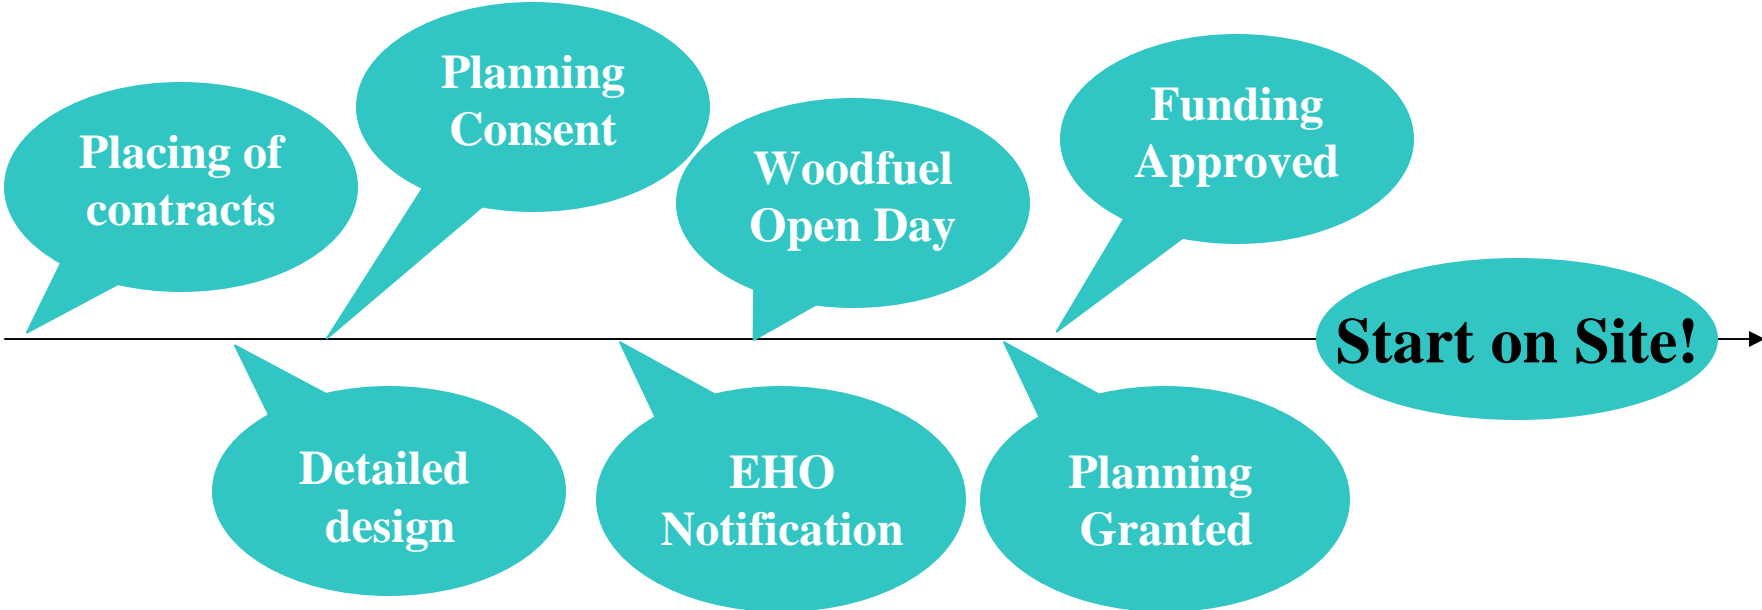 Placing of
contracts
Planning
Consent
Woodfuel
Open Day
Funding
Approved
Start on Site!
Detailed
design
EHO
Notification
Planning
Granted